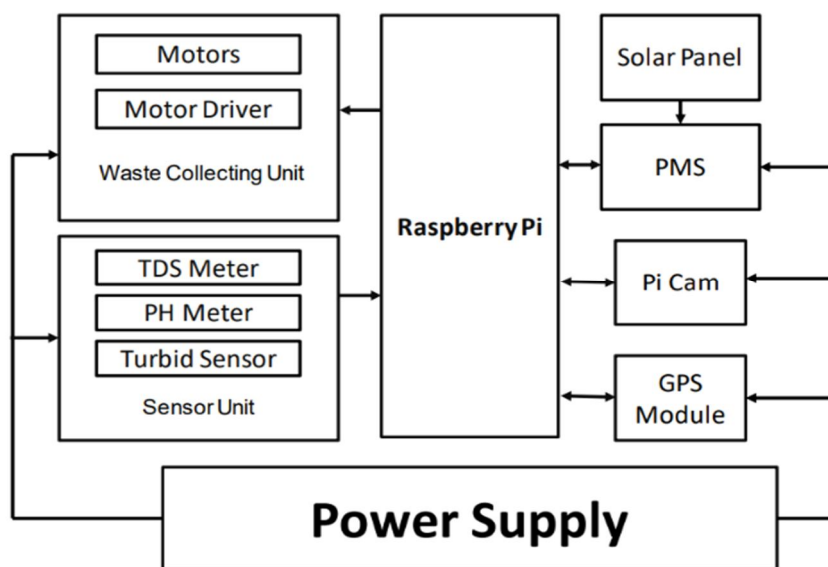 Motors
Motor Driver
Waste Collecting Unit
TDS Meter
PH Meter
Turbid Sensor
Sensor Unit
Raspberry Pi
Solar Panel
PMS
Pi Cam
GPS
Module
Power Supply